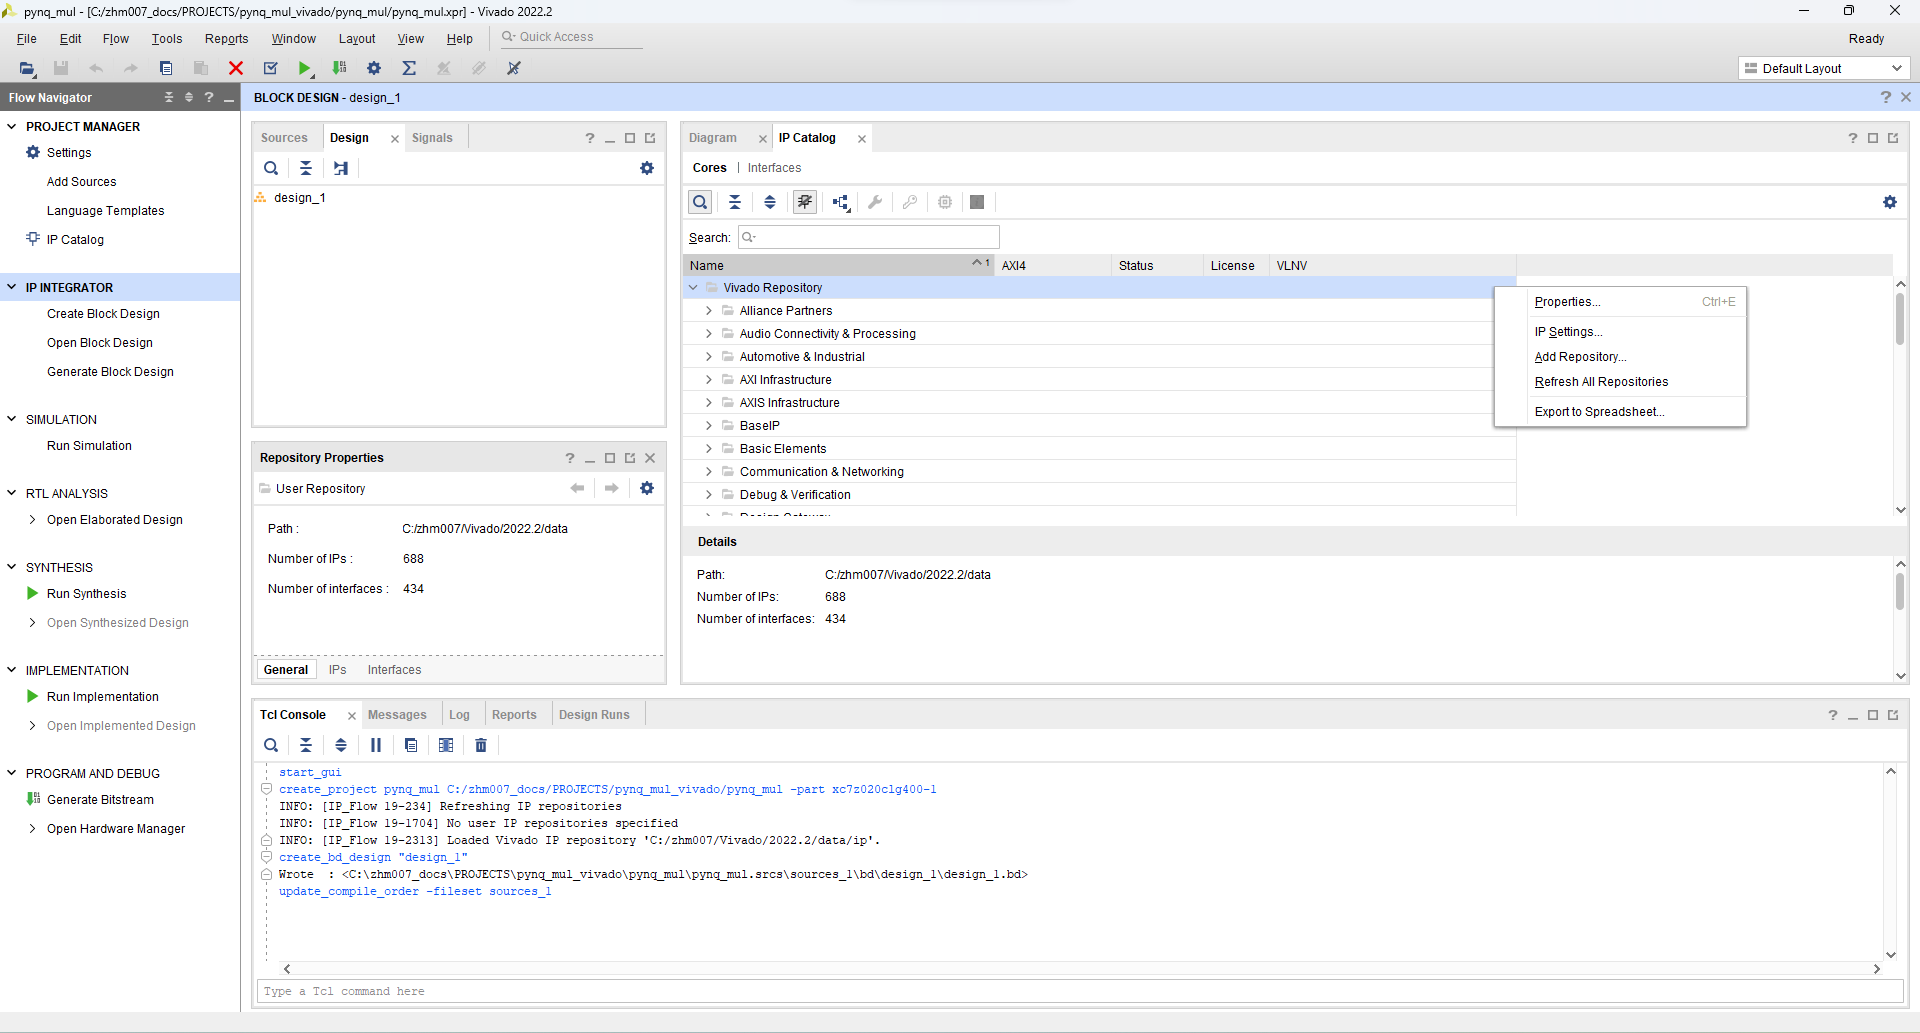 pynq_mul - [C:/zhm007_docs/PROJECTS/pynq_mul_vivado/pynq_mul/pynq_mul.xpr] - Vivado 2022.2
File Edit Flow Tools Reports Window Layout View Help Quick Access
Ready
Default Layout
Flow Navigator
PROJECT MANAGER
Settings
Add Sources
Language Templates
IP Catalog
IP INTEGRATOR
Create Block Design
Open Block Design
Generate Block Design
SIMULATION
Run Simulation
RTL ANALYSIS
Open Elaborated Design
SYNTHESIS
Run Synthesis
Open Synthesized Design
IMPLEMENTATION
Run Implementation
Open Implemented Design
PROGRAM AND DEBUG
Generate Bitstream
Open Hardware Manager
BLOCK DESIGN - design_1
Sources Design Signals
design_1
Repository Properties
User Repository
Path : C:/zhm007/Vivado/2022.2/data
Number of IPs : 688
Number of interfaces : 434
General IPs Interfaces
Diagram IP Catalog
Cores | Interfaces
Search:
Name 1 AXI4 Status License VLNV
Vivado Repository
Alliance Partners
Audio Connectivity & Processing
Automotive & Industrial
AXI Infrastructure
AXIS Infrastructure
BaseIP
Basic Elements
Communication & Networking
Debug & Verification
Design Gateway
Properties... Ctrl+E
IP Settings...
Add Repository...
Refresh All Repositories
Export to Spreadsheet...
Details
Path: C:/zhm007/Vivado/2022.2/data
Number of IPs: 688
Number of interfaces: 434
Tcl Console Messages Log Reports Design Runs
start_gui
create_project pynq_mul C:/zhm007_docs/PROJECTS/pynq_mul_vivado/pynq_mul -part xc7z020clg400-1
INFO: [IP_Flow 19-234] Refreshing IP repositories
INFO: [IP_Flow 19-1704] No user IP repositories specified
INFO: [IP_Flow 19-2313] Loaded Vivado IP repository 'C:/zhm007/Vivado/2022.2/data/ip'.
create_bd_design "design_1"
Wrote : <C:\zhm007_docs\PROJECTS\pynq_mul_vivado\pynq_mul\pynq_mul.srcs\sources_1\bd\design_1\design_1.bd>
update_compile_order -fileset sources_1
Type a Tcl command here